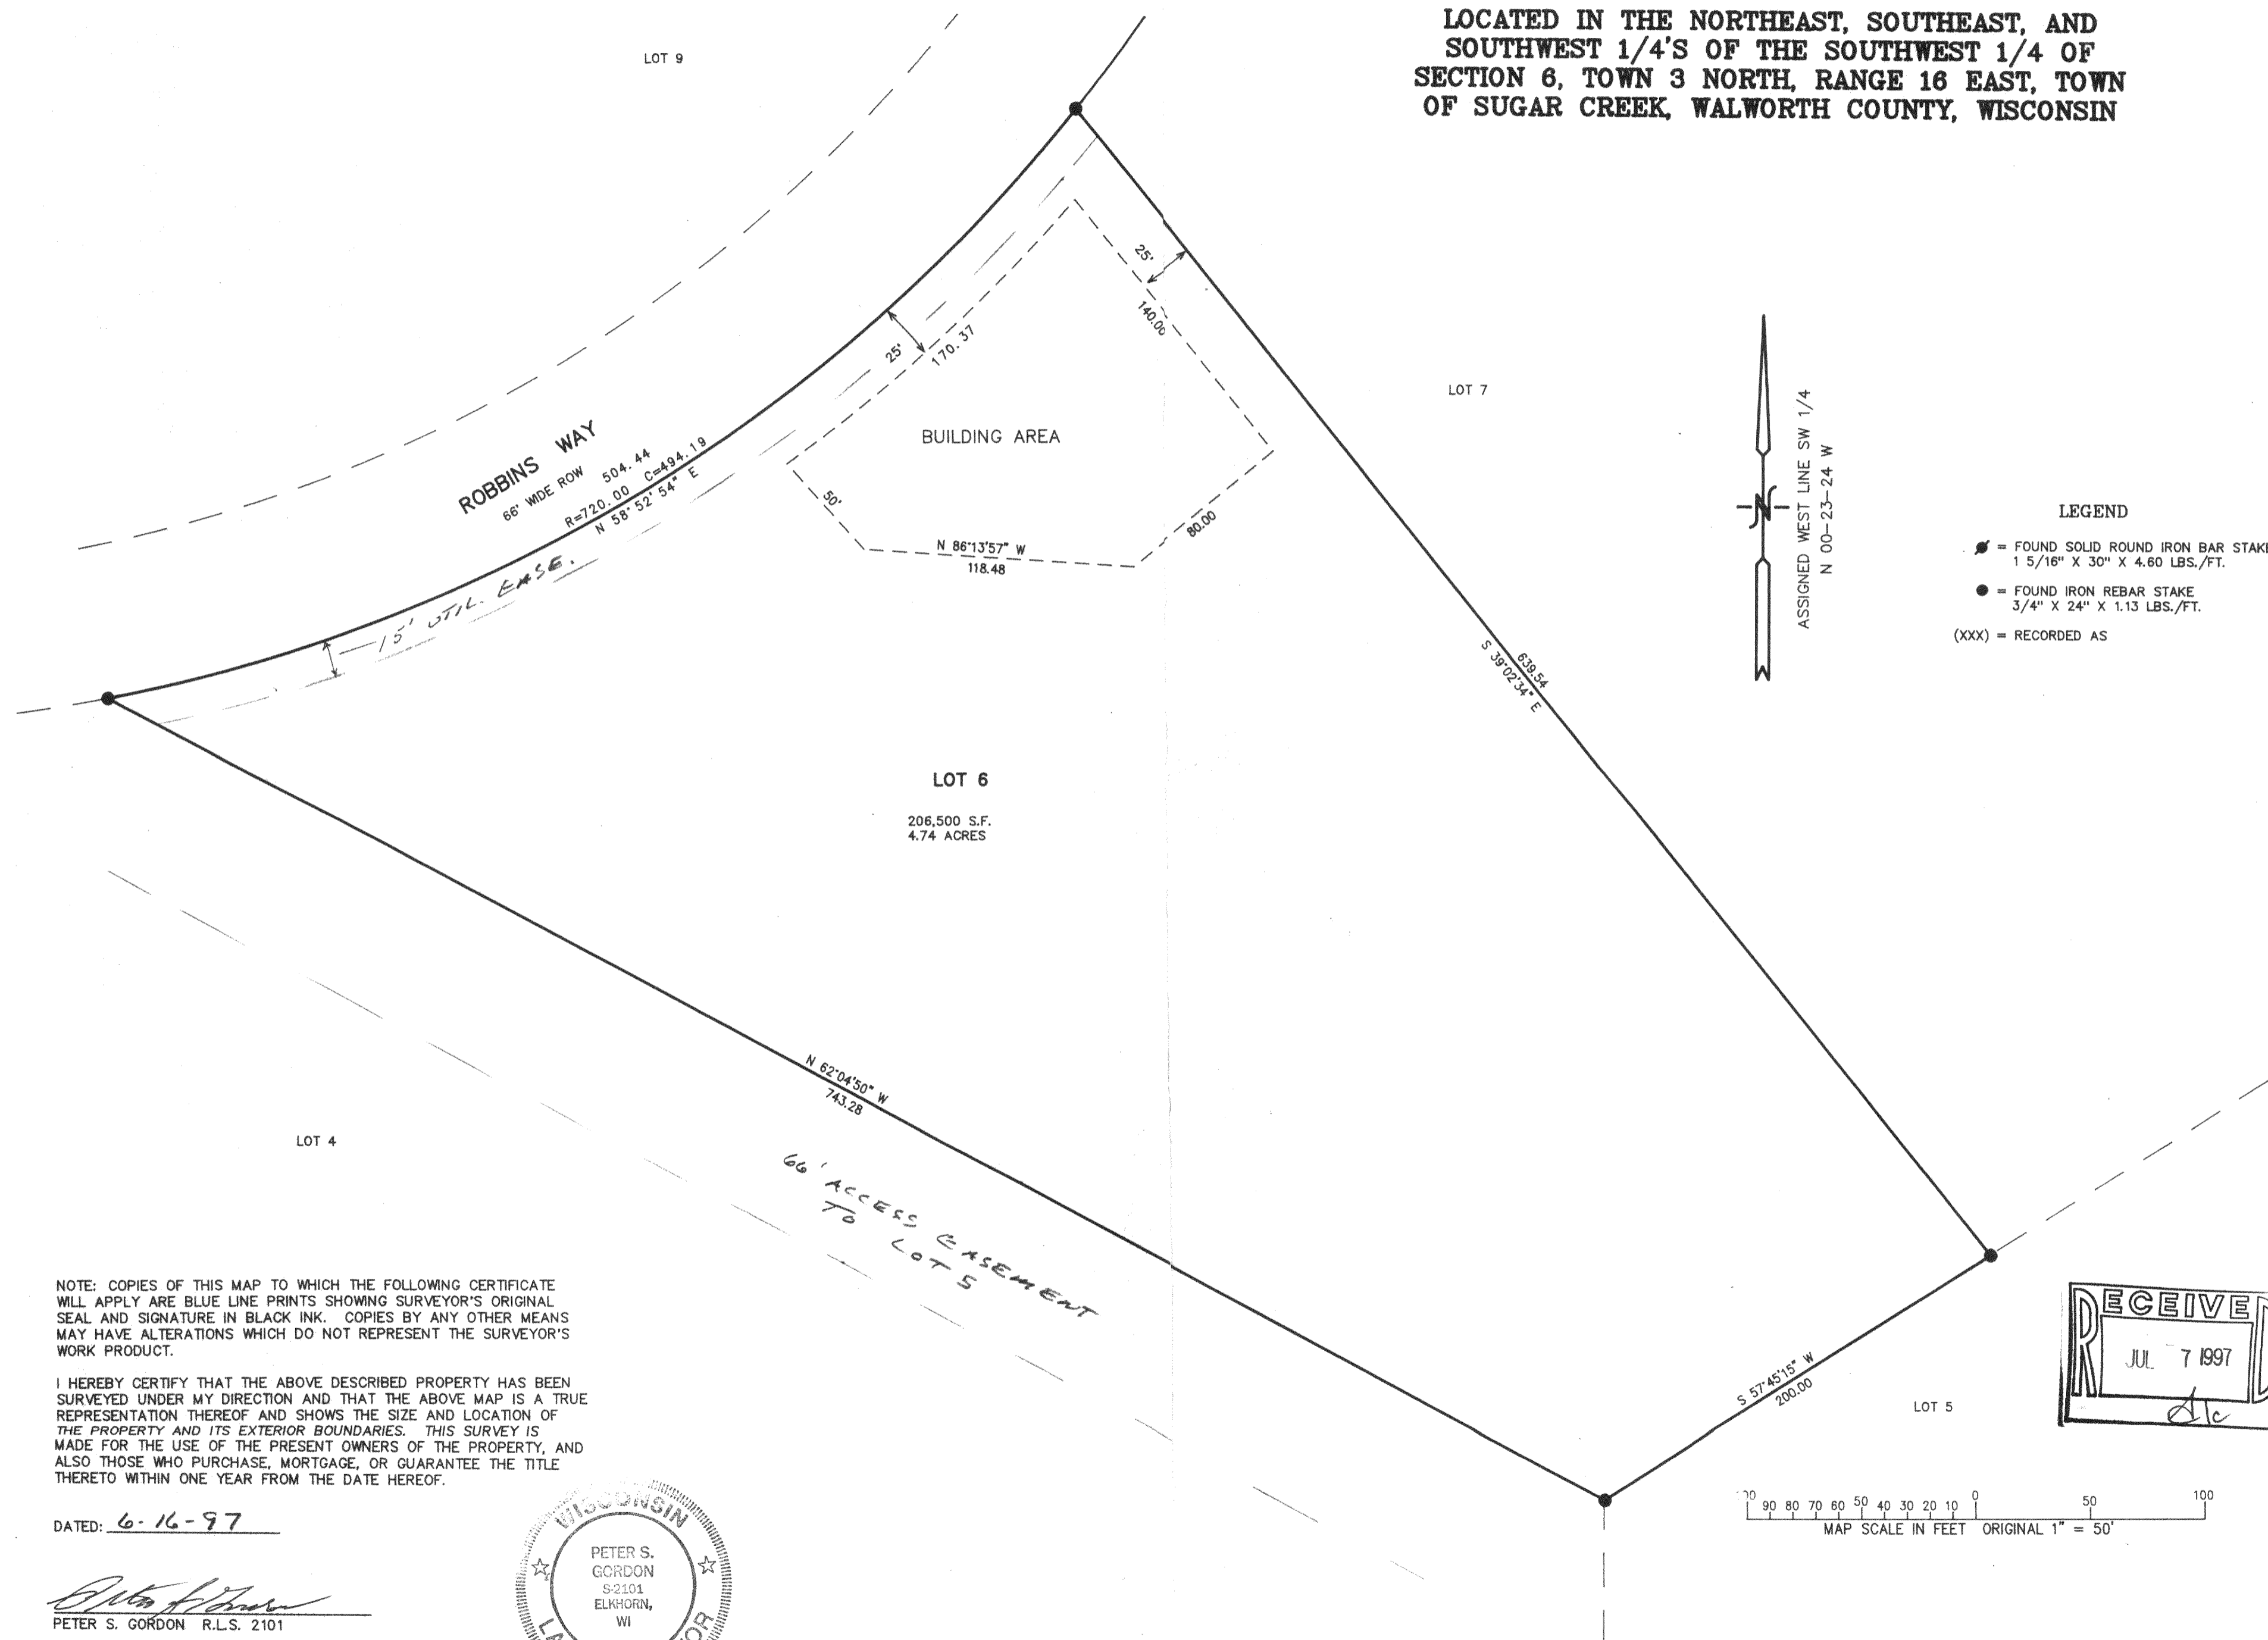 LOCATED IN THE NORTHEAST, SOUTHEAST, AND
SOUTHWEST 1/4'S OF THE SOUTHWEST 1/4 OF
SECTION 6, TOWN 3 NORTH, RANGE 16 EAST, TOWN
OF SUGAR CREEK, WALWORTH COUNTY, WISCONSIN
LOT 9
25'
140.00
25'
170.37
LOT 7
BUILDING AREA
ROBBINS WAY
66' WIDE ROW 504.44
R=720.00 C=494.19
N 58°52'54" E
50'
N 86°13'57" W
118.48
80.00
15' UTIL. EASE.
N
ASSIGNED WEST LINE SW 1/4
N 00-23-24 W
LEGEND
= FOUND SOLID ROUND IRON BAR STAKE
1 5/16" X 30" X 4.60 LBS./FT.
= FOUND IRON REBAR STAKE
3/4" X 24" X 1.13 LBS./FT.
(XXX) = RECORDED AS
639.54
S 39°02'34" E
LOT 6
206,500 S.F.
4.74 ACRES
N 62°04'50" W
743.28
LOT 4
66' ACCESS EASEMENT
TO LOT 5
S 57°45'15" W
200.00
LOT 5
RECEIVED
JUL 7 1997
NOTE: COPIES OF THIS MAP TO WHICH THE FOLLOWING CERTIFICATE
WILL APPLY ARE BLUE LINE PRINTS SHOWING SURVEYOR'S ORIGINAL
SEAL AND SIGNATURE IN BLACK INK. COPIES BY ANY OTHER MEANS
MAY HAVE ALTERATIONS WHICH DO NOT REPRESENT THE SURVEYOR'S
WORK PRODUCT.
I HEREBY CERTIFY THAT THE ABOVE DESCRIBED PROPERTY HAS BEEN
SURVEYED UNDER MY DIRECTION AND THAT THE ABOVE MAP IS A TRUE
REPRESENTATION THEREOF AND SHOWS THE SIZE AND LOCATION OF
THE PROPERTY AND ITS EXTERIOR BOUNDARIES. THIS SURVEY IS
MADE FOR THE USE OF THE PRESENT OWNERS OF THE PROPERTY, AND
ALSO THOSE WHO PURCHASE, MORTGAGE, OR GUARANTEE THE TITLE
THERETO WITHIN ONE YEAR FROM THE DATE HEREOF.
DATED: 6-16-97
PETER S. GORDON R.L.S. 2101
WISCONSIN
PETER S.
GORDON
S-2101
ELKHORN,
WI
90 80 70 60 50 40 30 20 10 0 50 100
MAP SCALE IN FEET ORIGINAL 1" = 50'